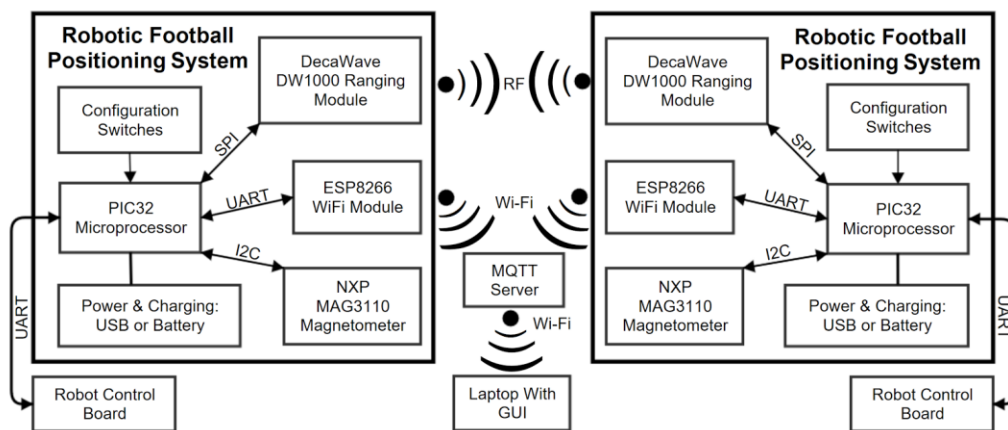 Robotic Football
Positioning System
DecaWave
DW1000 Ranging
Module
Configuration
Switches
SPI
PIC32
Microprocessor
UART
ESP8266
WiFi Module
I2C
NXP
MAG3110
Magnetometer
Power & Charging:
USB or Battery
UART
Robot Control
Board
RF
Wi-Fi
MQTT
Server
Wi-Fi
Laptop With
GUI
Robotic Football
Positioning System
DecaWave
DW1000 Ranging
Module
Configuration
Switches
SPI
ESP8266
WiFi Module
UART
PIC32
Microprocessor
I2C
NXP
MAG3110
Magnetometer
Power & Charging:
USB or Battery
UART
Robot Control
Board